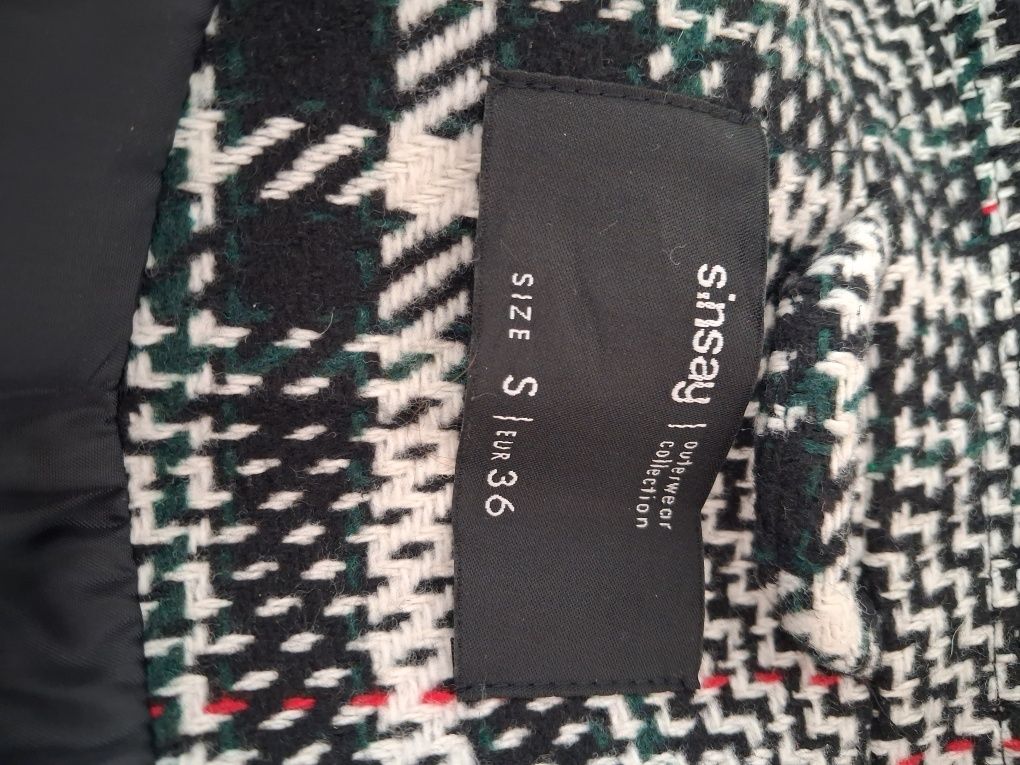 sinsay | outerwear
collection
SIZE S | EUR 36